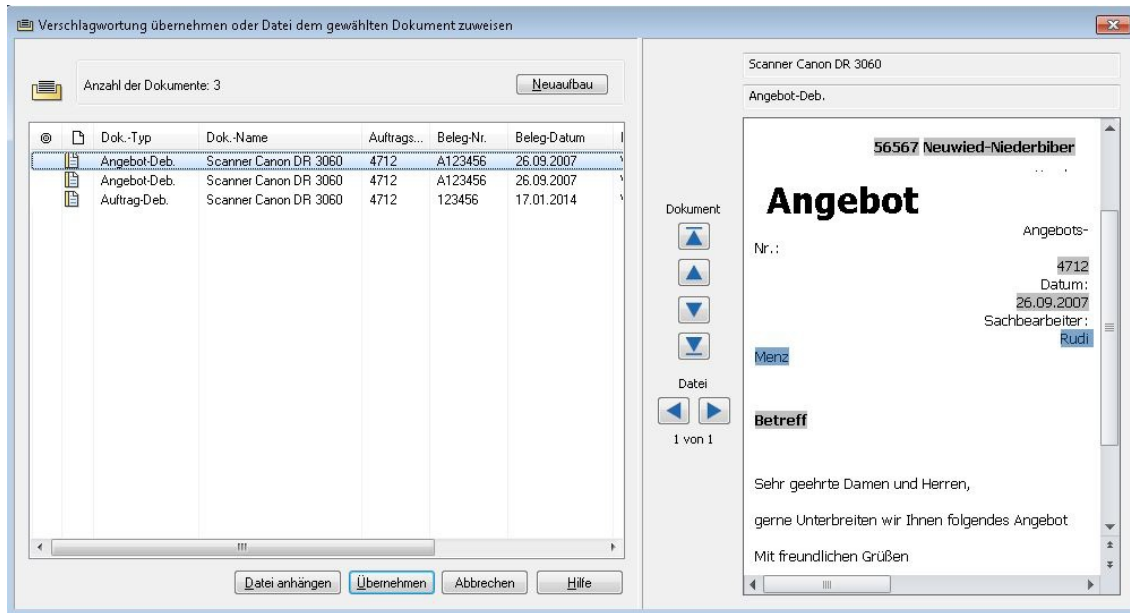 Verschlagwortung übernehmen oder Datei dem gewählten Dokument zuweisen
Anzahl der Dokumente: 3
Neuaufbau
Dok.-Typ Dok.-Name Auftrags... Beleg-Nr. Beleg-Datum
Angebot-Deb. Scanner Canon DR 3060 4712 A123456 26.09.2007
Angebot-Deb. Scanner Canon DR 3060 4712 A123456 26.09.2007
Auftrag-Deb. Scanner Canon DR 3060 4712 123456 17.01.2014
Datei anhängen Übernehmen Abbrechen Hilfe
Dokument
Datei
1 von 1
Scanner Canon DR 3060
Angebot-Deb.
56567 Neuwied-Niederbiber
Angebot
Angebots-
Nr.:
4712
Datum:
26.09.2007
Sachbearbeiter:
Rudi
Menz
Betreff
Sehr geehrte Damen und Herren,
gerne Unterbreiten wir Ihnen folgendes Angebot
Mit freundlichen Grüßen